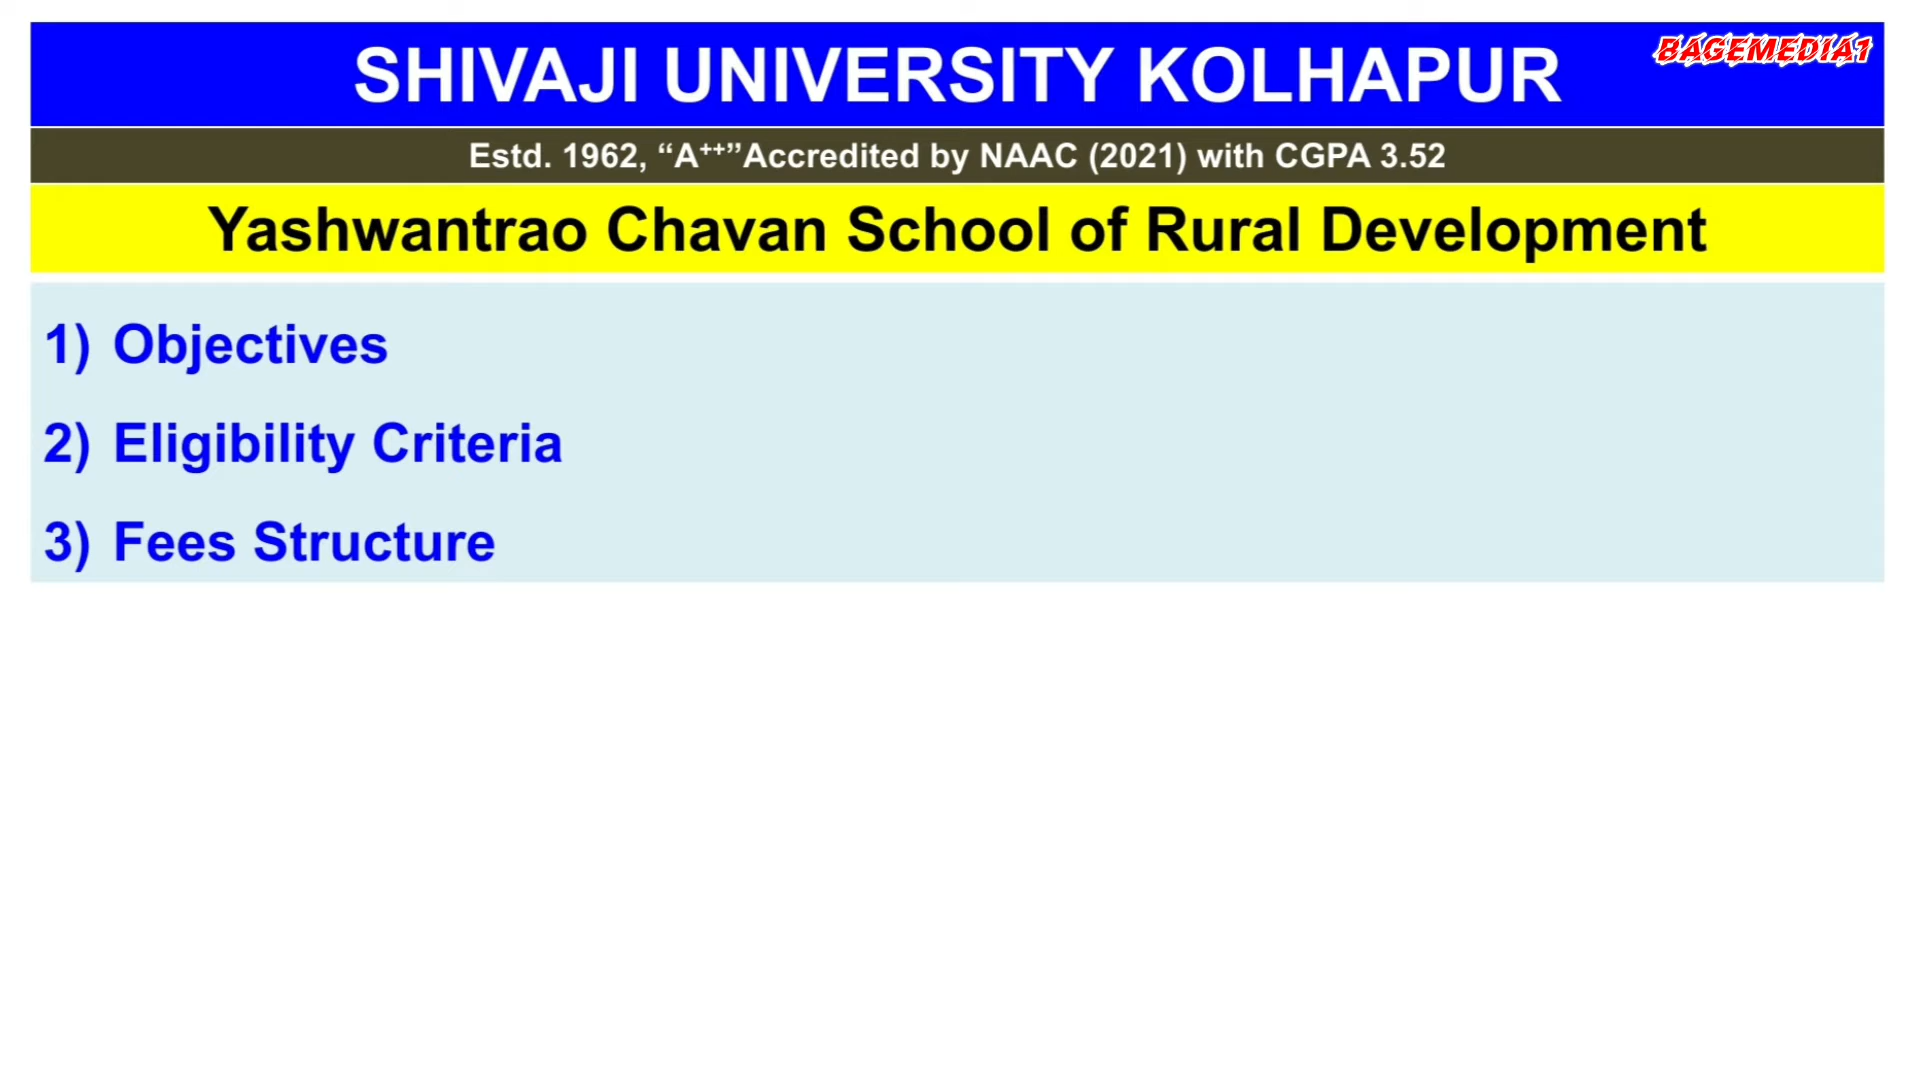 SHIVAJI UNIVERSITY KOLHAPUR
BAGEMEDIA1
Estd. 1962, “A++”Accredited by NAAC (2021) with CGPA 3.52
Yashwantrao Chavan School of Rural Development
1) Objectives
2) Eligibility Criteria
3) Fees Structure